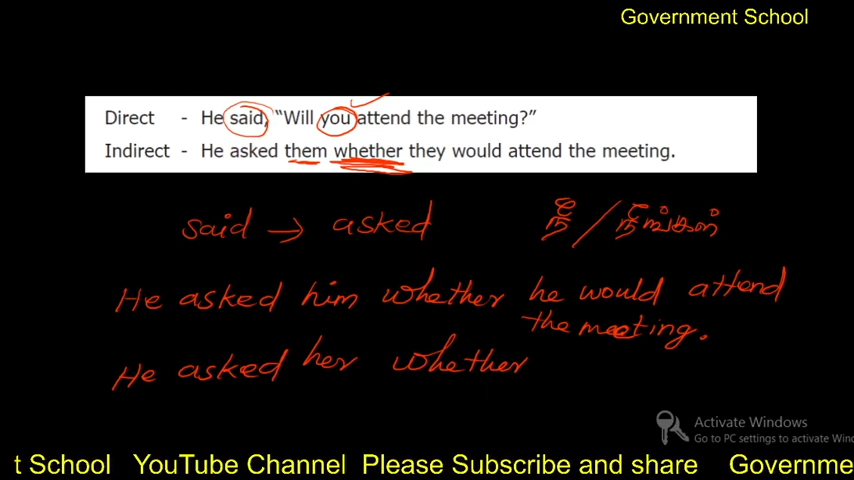 Government School
Direct - He said, "Will you attend the meeting?"
Indirect - He asked them whether they would attend the meeting.
said → asked நீ / நீங்கள்
He asked him whether he would attend
the meeting.
He asked her whether
Activate Windows
Go to PC settings to activate Win
t School YouTube Channel Please Subscribe and share Governme